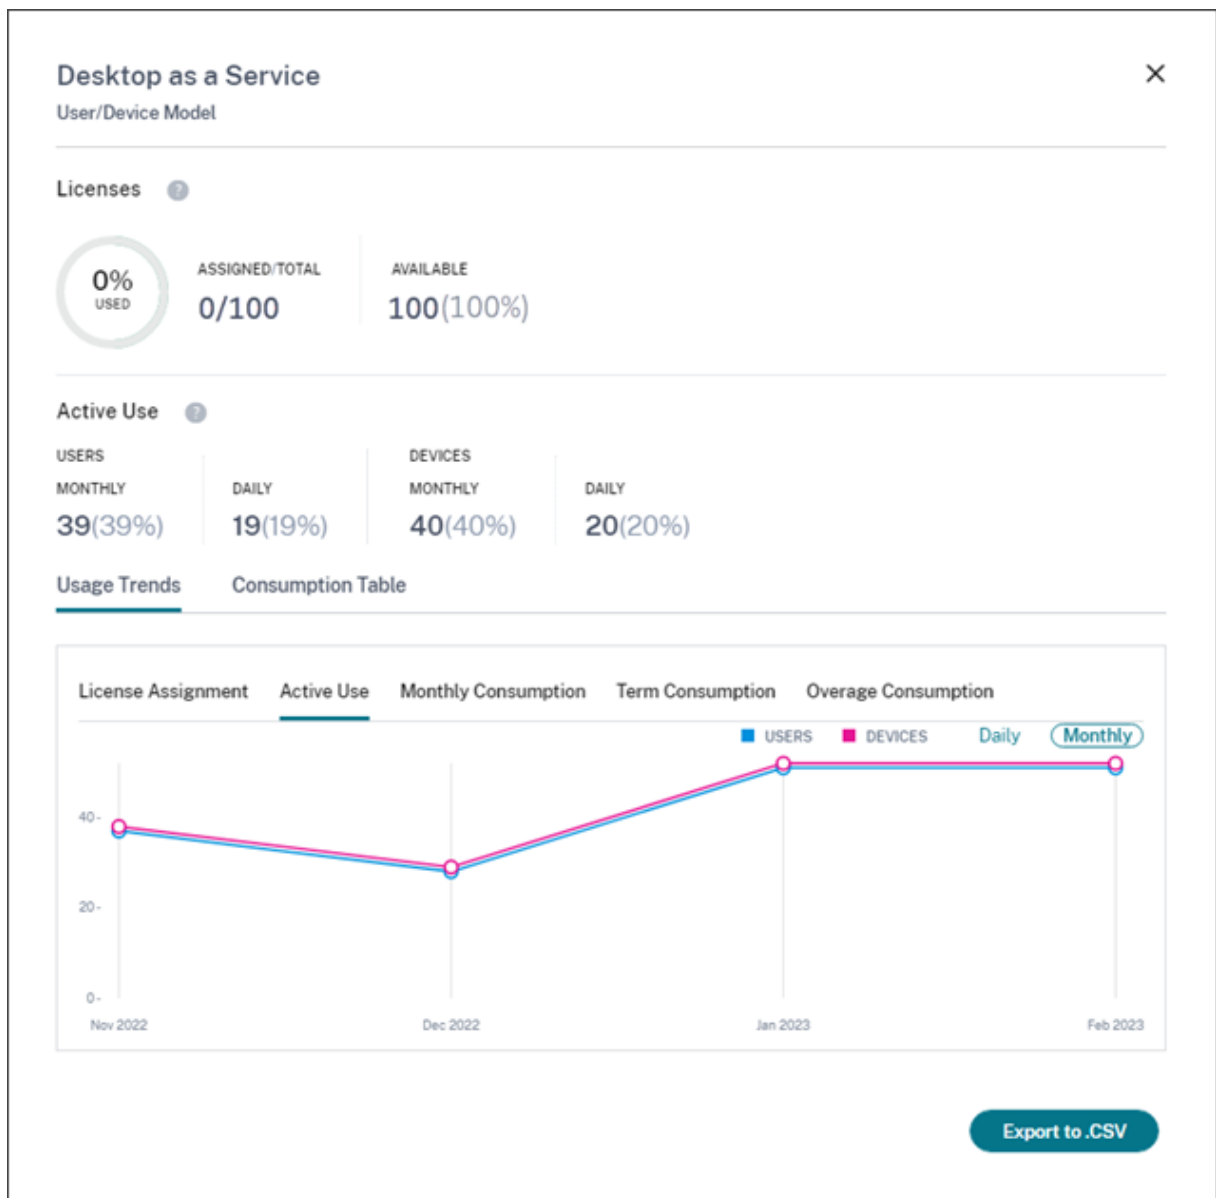 Desktop as a Service
User/Device Model
Licenses ?
0%
USED
ASSIGNED/TOTAL
0/100
AVAILABLE
100(100%)
Active Use ?
USERS
MONTHLY
39(39%)
DAILY
19(19%)
DEVICES
MONTHLY
40(40%)
DAILY
20(20%)
Usage Trends Consumption Table
License Assignment Active Use Monthly Consumption Term Consumption Overage Consumption
USERS DEVICES Daily Monthly
40
20
0
Nov 2022 Dec 2022 Jan 2023 Feb 2023
Export to .CSV